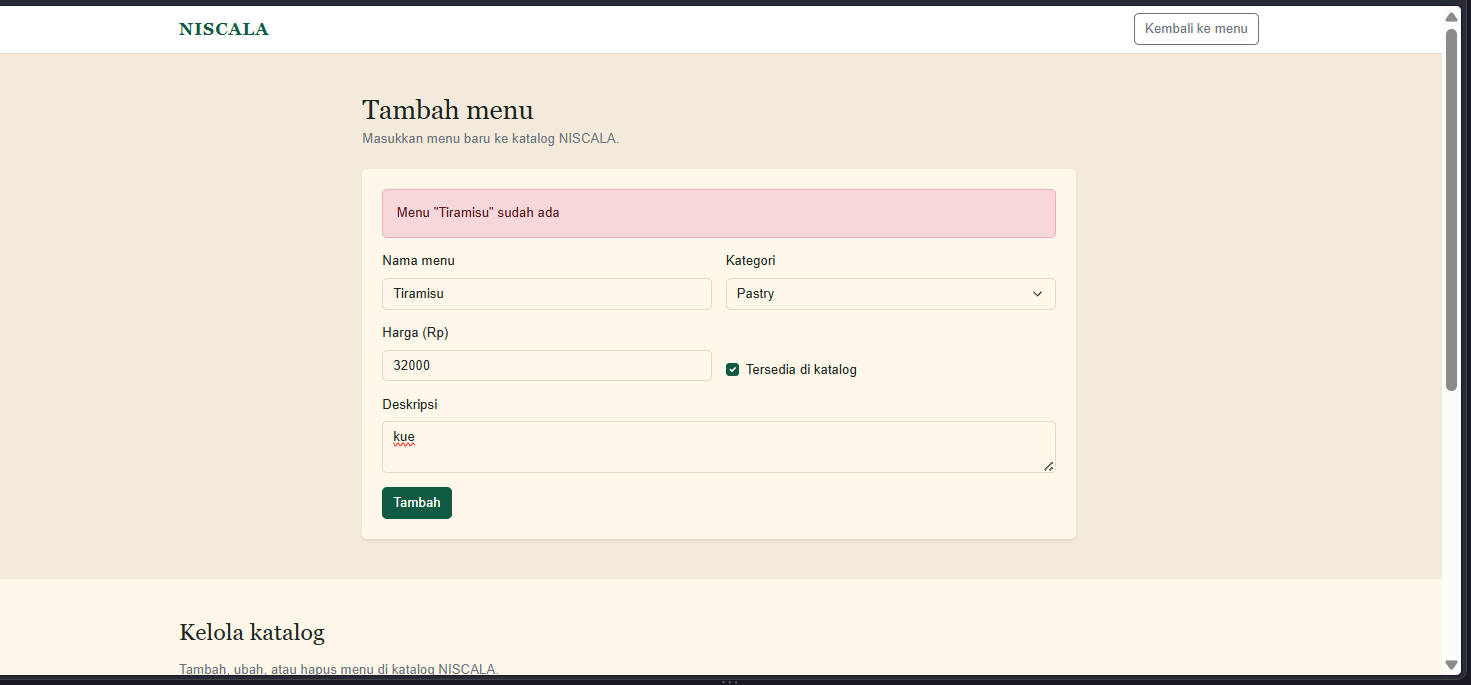 NISCALA
Kembali ke menu
Tambah menu
Masukkan menu baru ke katalog NISCALA.
Menu "Tiramisu" sudah ada
Nama menu
Kategori
Tiramisu
Pastry
Harga (Rp)
32000
Tersedia di katalog
Deskripsi
kue
Tambah
Kelola katalog
Tambah, ubah, atau hapus menu di katalog NISCALA.